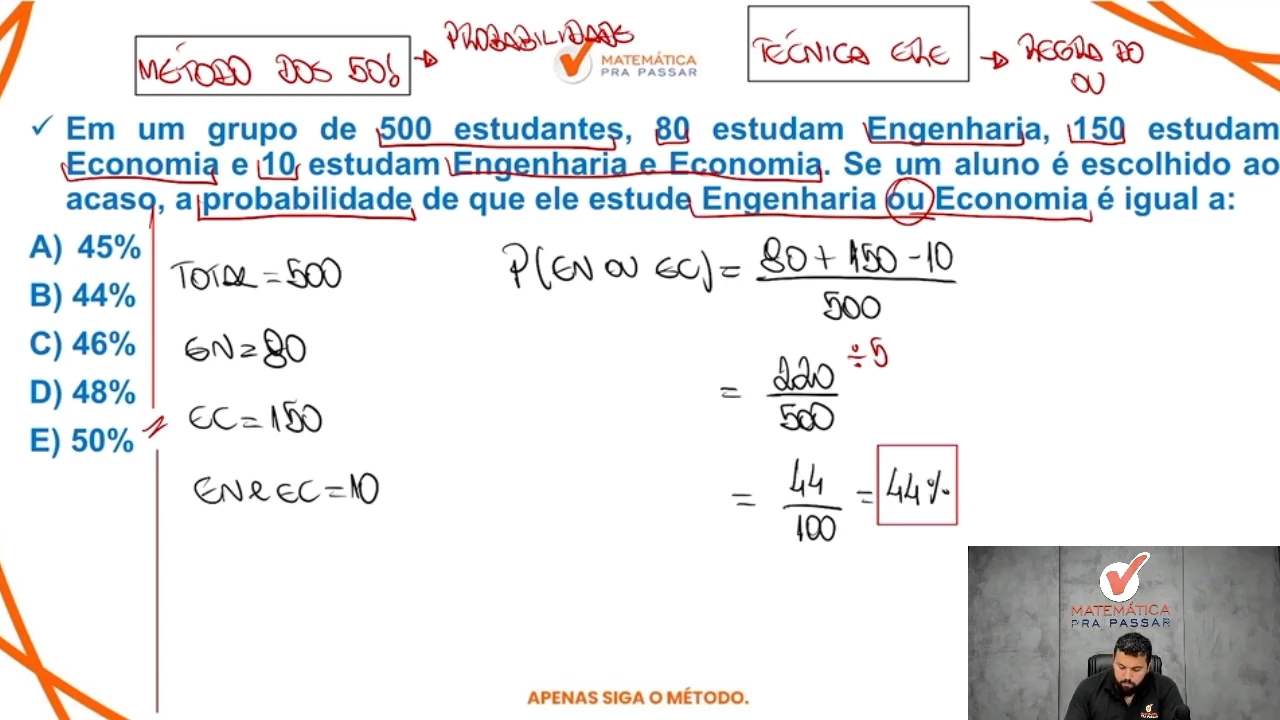 MÉTODO DOS 50!
PROBABILIDADE
MATEMÁTICA
PRA PASSAR
TÉCNICA
REGRA DO
OU
✓ Em um grupo de 500 estudantes, 80 estudam Engenharia, 150 estudam
Economia e 10 estudam Engenharia e Economia. Se um aluno é escolhido ao
acaso, a probabilidade de que ele estude Engenharia ou Economia é igual a:
A) 45%
B) 44%
C) 46%
D) 48%
E) 50%
TOTAL = 500
EN = 80
EC = 150
EN e EC = 10
P(EN OU EC) = 80 + 150 - 10
500
÷5
= 220
500
= 44 = 44%
100
MATEMÁTICA
PRA PASSAR
APENAS SIGA O MÉTODO.